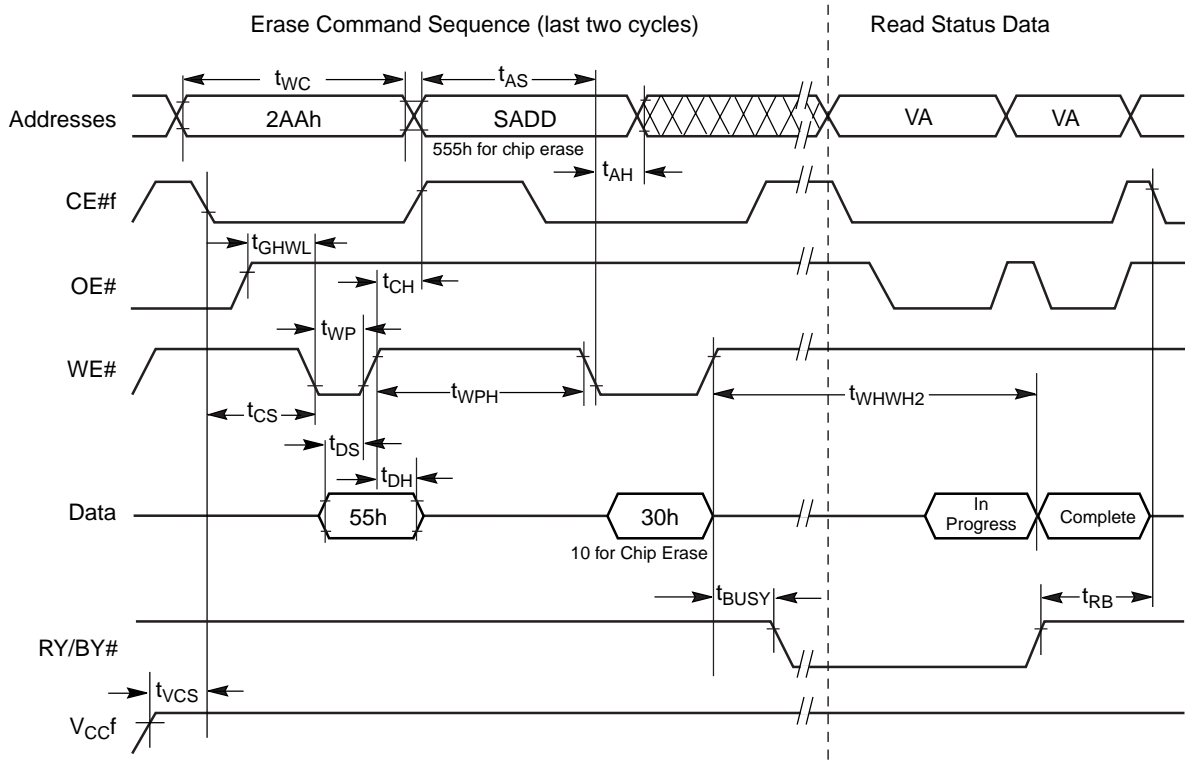 Erase Command Sequence (last two cycles)
Read Status Data
tWC
tAS
Addresses
2AAh
SADD
VA
VA
555h for chip erase
tAH
CE#f
tGHWL
OE#
tCH
tWP
WE#
tWPH
tWHWH2
tCS
tDS
tDH
Data
55h
30h
In
Progress
Complete
10 for Chip Erase
tBUSY
tRB
RY/BY#
tVCS
VCCf